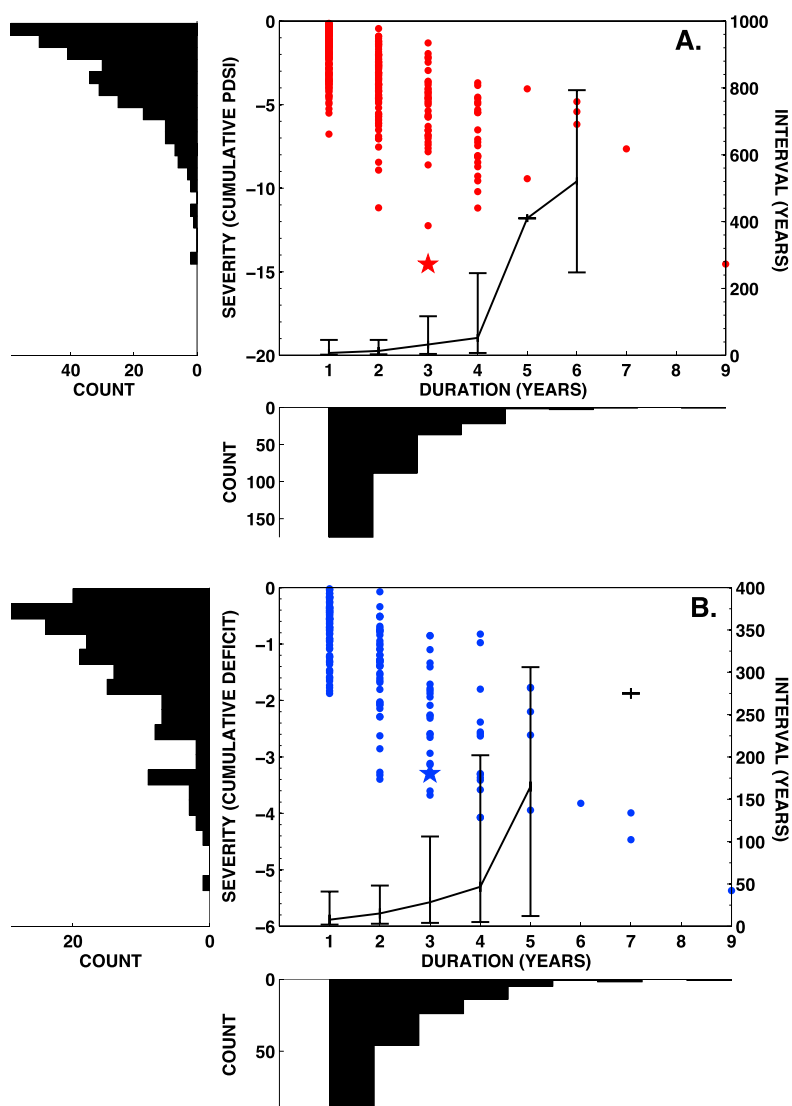 A.
SEVERITY (CUMULATIVE PDSI)
0
−5
−10
−15
−20
1000
800
600
400
200
0
INTERVAL (YEARS)
40 20 0
COUNT
1 2 3 4 5 6 7 8 9
DURATION (YEARS)
COUNT
0
50
100
150
B.
SEVERITY (CUMULATIVE DEFICIT)
0
−1
−2
−3
−4
−5
−6
400
350
300
250
200
150
100
50
0
INTERVAL (YEARS)
20 0
COUNT
1 2 3 4 5 6 7 8 9
DURATION (YEARS)
COUNT
0
50